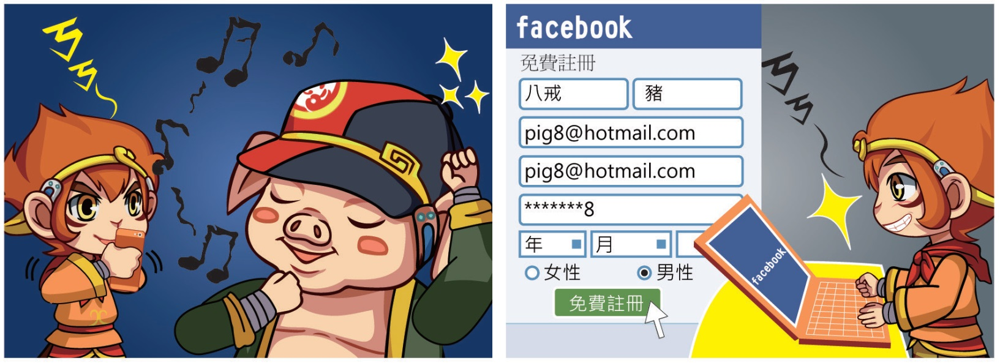 facebook
免費註冊
八戒 豬
pig8@hotmail.com
pig8@hotmail.com
*******8
年 月
女性 男性
免費註冊
facebook